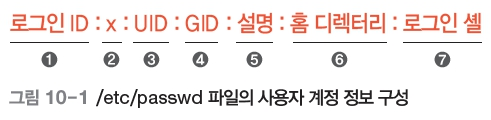 로그인 ID : x : UID : GID : 설명 : 홈 디렉터리 : 로그인 셸
❶ ❷ ❸ ❹ ❺ ❻ ❼
그림 10-1 /etc/passwd 파일의 사용자 계정 정보 구성